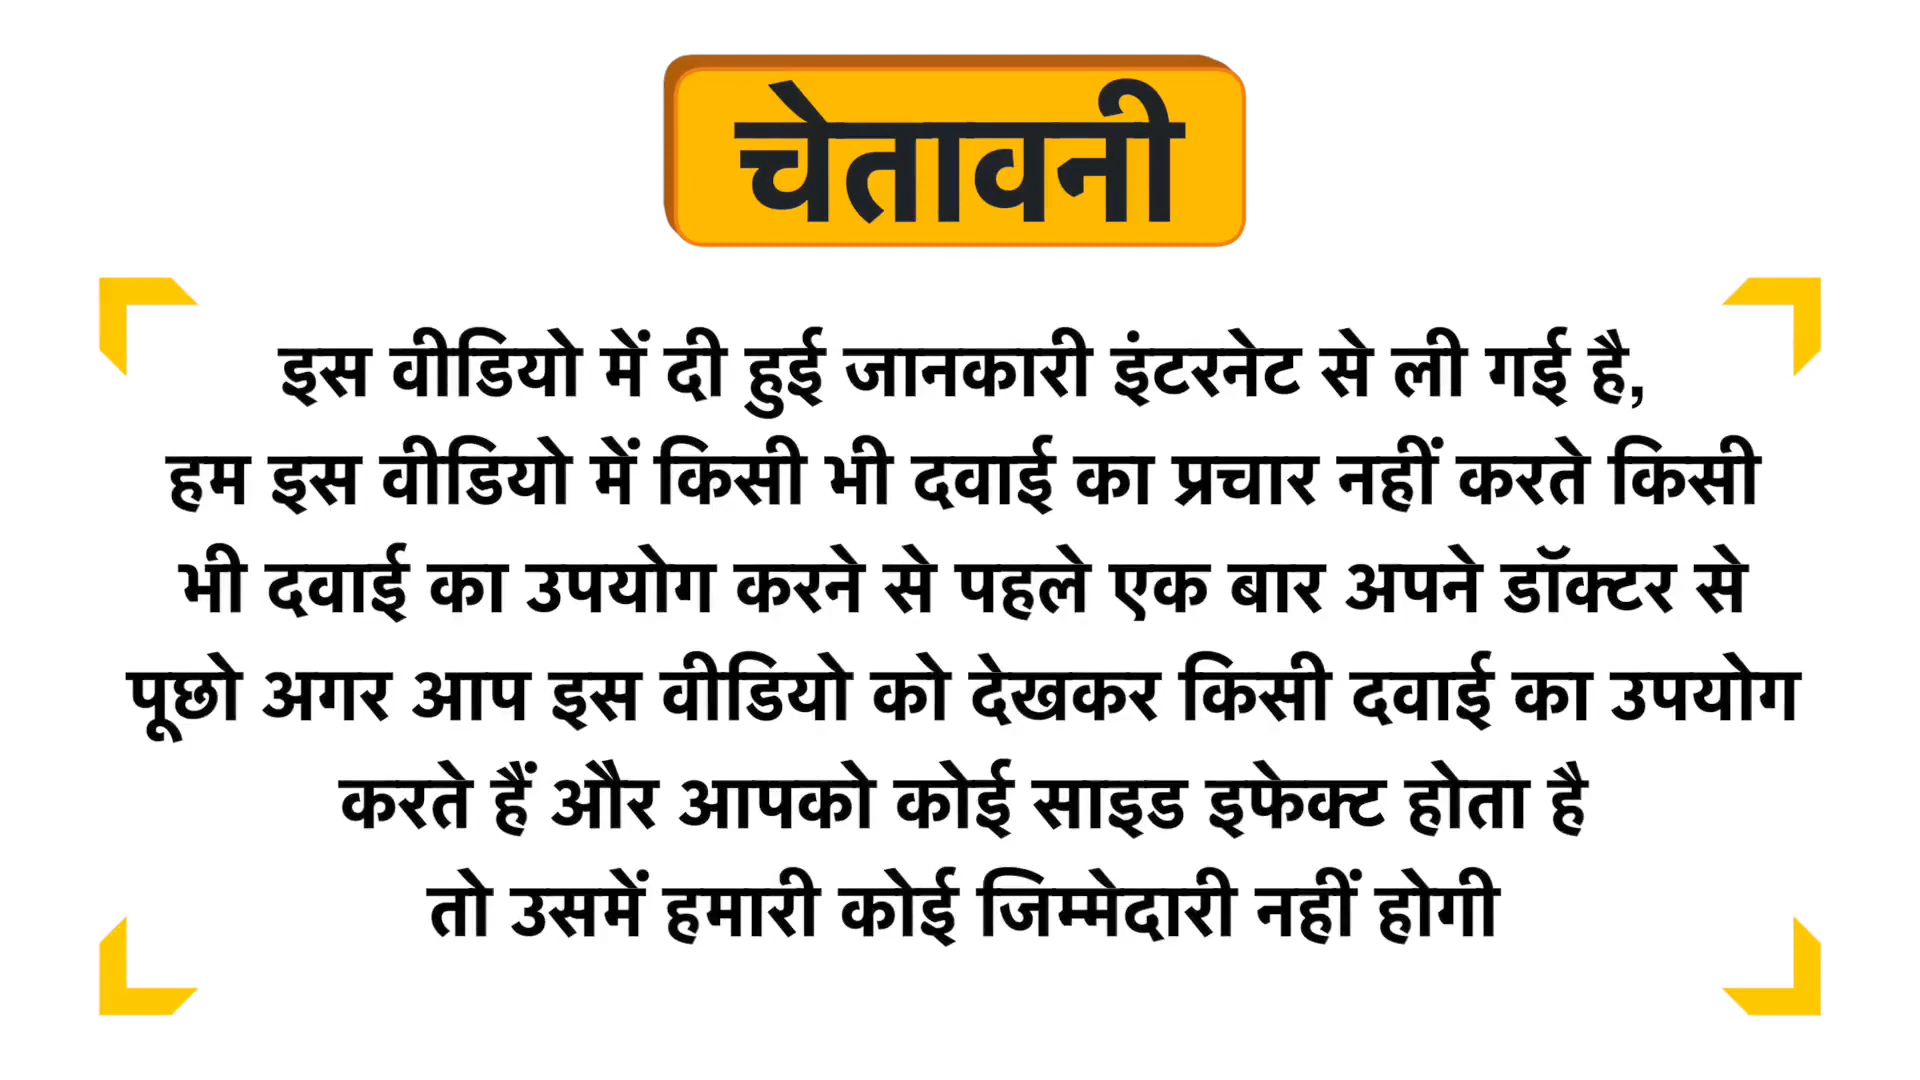 चेतावनी
इस वीडियो में दी हुई जानकारी इंटरनेट से ली गई है,
हम इस वीडियो में किसी भी दवाई का प्रचार नहीं करते किसी
भी दवाई का उपयोग करने से पहले एक बार अपने डॉक्टर से
पूछो अगर आप इस वीडियो को देखकर किसी दवाई का उपयोग
करते हैं और आपको कोई साइड इफेक्ट होता है
तो उसमें हमारी कोई जिम्मेदारी नहीं होगी